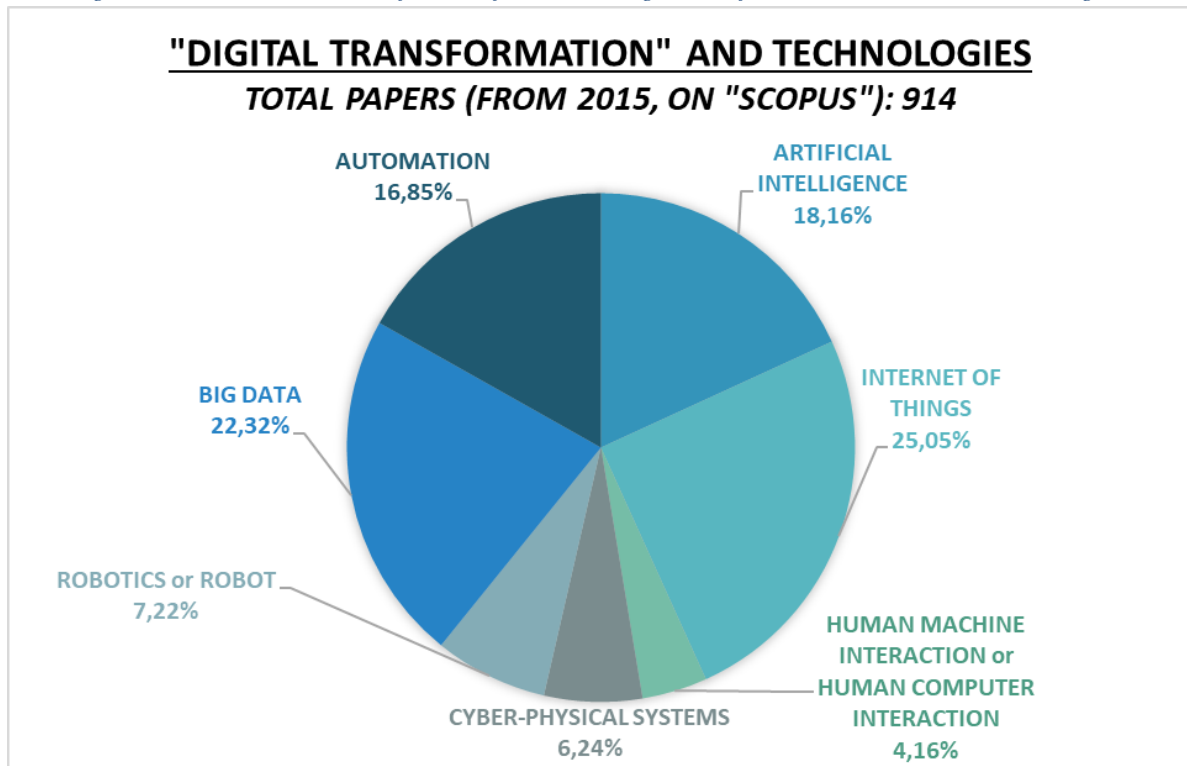 "DIGITAL TRANSFORMATION" AND TECHNOLOGIES
TOTAL PAPERS (FROM 2015, ON "SCOPUS"): 914
AUTOMATION
16,85%
ARTIFICIAL
INTELLIGENCE
18,16%
INTERNET OF
THINGS
25,05%
BIG DATA
22,32%
ROBOTICS or ROBOT
7,22%
HUMAN MACHINE
INTERACTION or
HUMAN COMPUTER
INTERACTION
4,16%
CYBER-PHYSICAL SYSTEMS
6,24%